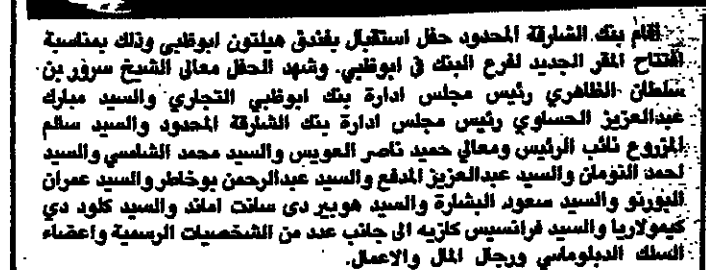 اقام بنك الشارقة المحدود حفل استقبال بفندق هيلتون ابوظبي وذلك بمناسبة
افتتاح المقر الجديد لفرع البنك في ابوظبي. وشهد الحفل معالي الشيخ سرور بن
سلطان الظاهري رئيس مجلس ادارة بنك ابوظبي التجاري والسيد مبارك
عبدالعزيز الحساوي رئيس مجلس ادارة بنك الشارقة المحدود والسيد سالم
المزروع نائب الرئيس ومعالي حميد ناصر العويس والسيد محمد الشامسي والسيد
احمد النومان والسيد عبدالعزيز المدفع والسيد عبدالرحمن بوخاطر والسيد عمران
اليورنو والسيد سعود البشارة والسيد هوبير دى سانت اماند والسيد كلود دي
كيمولاريا والسيد فرانسيس كازيه الى جانب عدد من الشخصيات الرسمية واعضاء
السلك الدبلوماسي ورجال المال والاعمال.